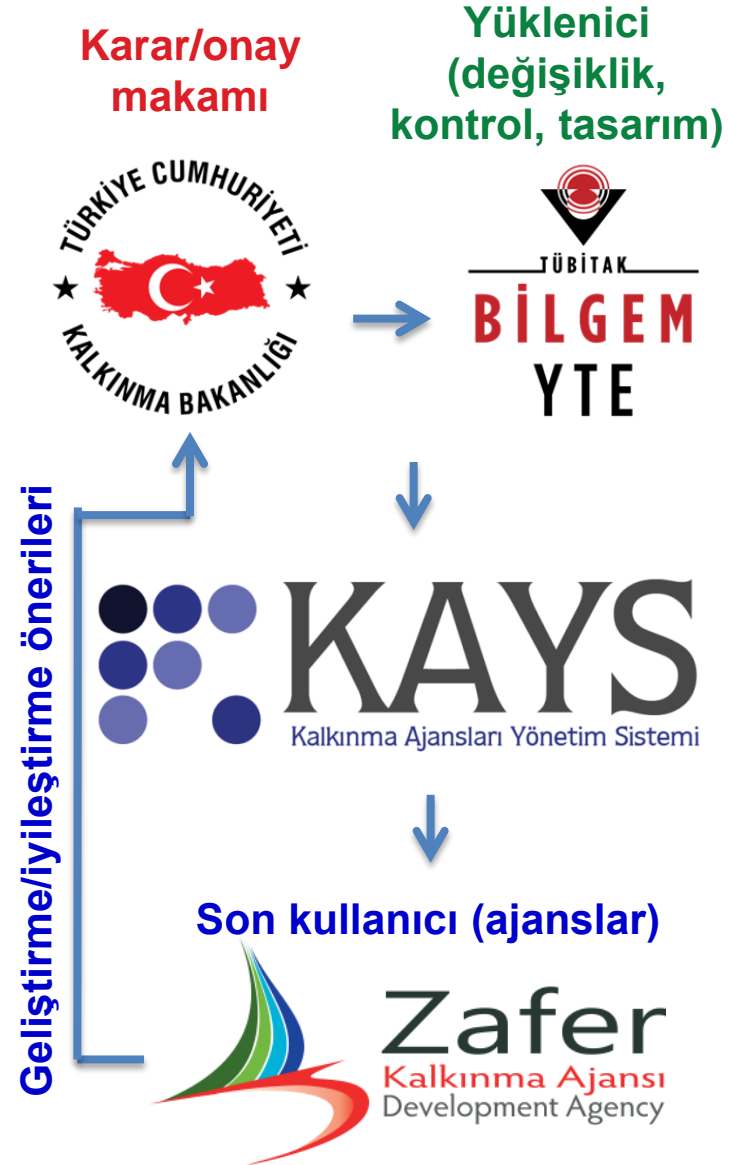 Karar/onay
makamı
Yüklenici
(değişiklik,
kontrol, tasarım)
TÜRKİYE CUMHURİYETİ
KALKINMA BAKANLIĞI
TÜBİTAK
BİLGEM
YTE
Geliştirme/iyileştirme önerileri
KAYS
Kalkınma Ajansları Yönetim Sistemi
Son kullanıcı (ajanslar)
Zafer
Kalkınma Ajansı
Development Agency